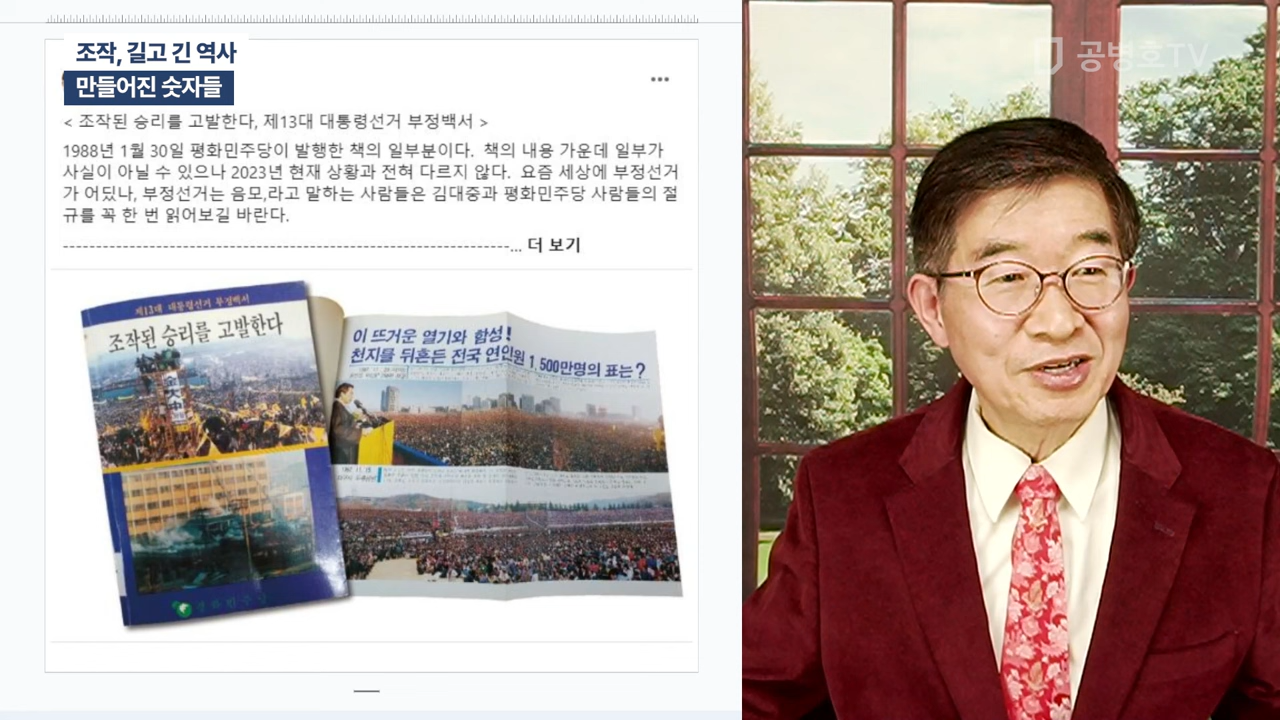 조작, 길고 긴 역사
만들어진 숫자들
< 조작된 승리를 고발한다, 제13대 대통령선거 부정백서 >
1988년 1월 30일 평화민주당이 발행한 책의 일부분이다. 책의 내용 가운데 일부가
사실이 아닐 수 있으나 2023년 현재 상황과 전혀 다르지 않다. 요즘 세상에 부정선거
가 어딨나, 부정선거는 음모,라고 말하는 사람들은 김대중과 평화민주당 사람들의 절
규를 꼭 한 번 읽어보길 바란다.
----------------------------------------------------------------------... 더 보기
제13대 대통령선거 부정백서
조작된 승리를 고발한다
金大中
평화민주당
이 뜨거운 열기와 함성!
천지를 뒤흔든 전국 연인원 1,500만명의 표는?
공병호TV